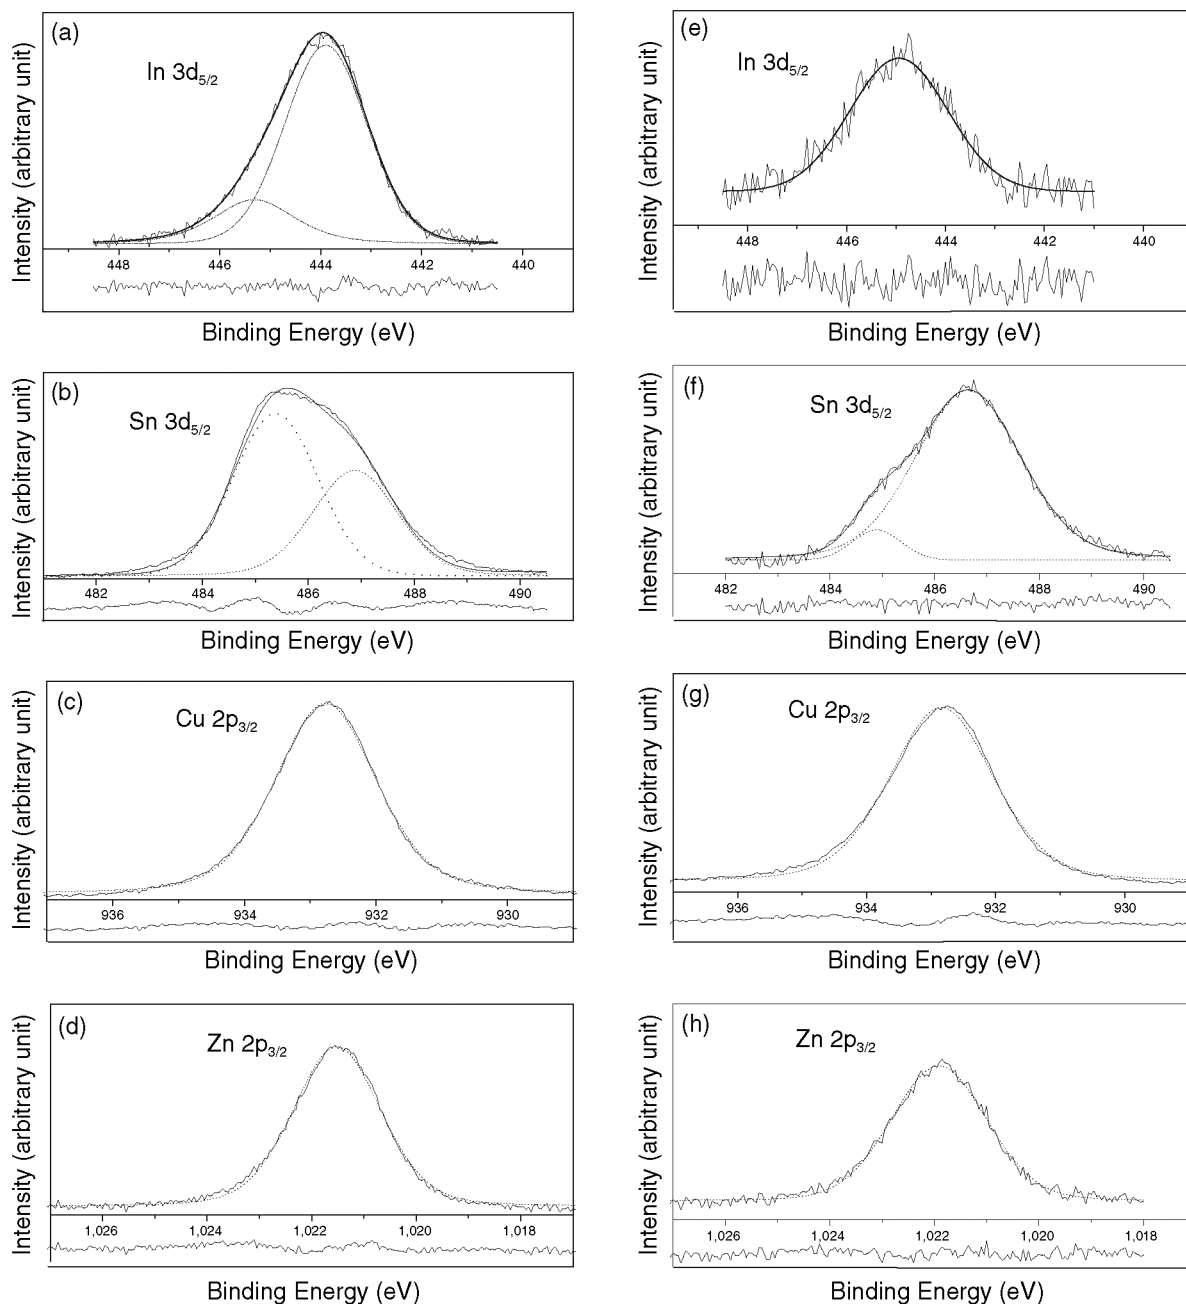 (a)
In 3d5/2
Intensity (arbitrary unit)
448 446 444 442 440
Binding Energy (eV)
(e)
In 3d5/2
Intensity (arbitrary unit)
448 446 444 442 440
Binding Energy (eV)
(b)
Sn 3d5/2
Intensity (arbitrary unit)
482 484 486 488 490
Binding Energy (eV)
(f)
Sn 3d5/2
Intensity (arbitrary unit)
482 484 486 488 490
Binding Energy (eV)
(c)
Cu 2p3/2
Intensity (arbitrary unit)
936 934 932 930
Binding Energy (eV)
(g)
Cu 2p3/2
Intensity (arbitrary unit)
936 934 932 930
Binding Energy (eV)
(d)
Zn 2p3/2
Intensity (arbitrary unit)
1,026 1,024 1,022 1,020 1,018
Binding Energy (eV)
(h)
Zn 2p3/2
Intensity (arbitrary unit)
1,026 1,024 1,022 1,020 1,018
Binding Energy (eV)